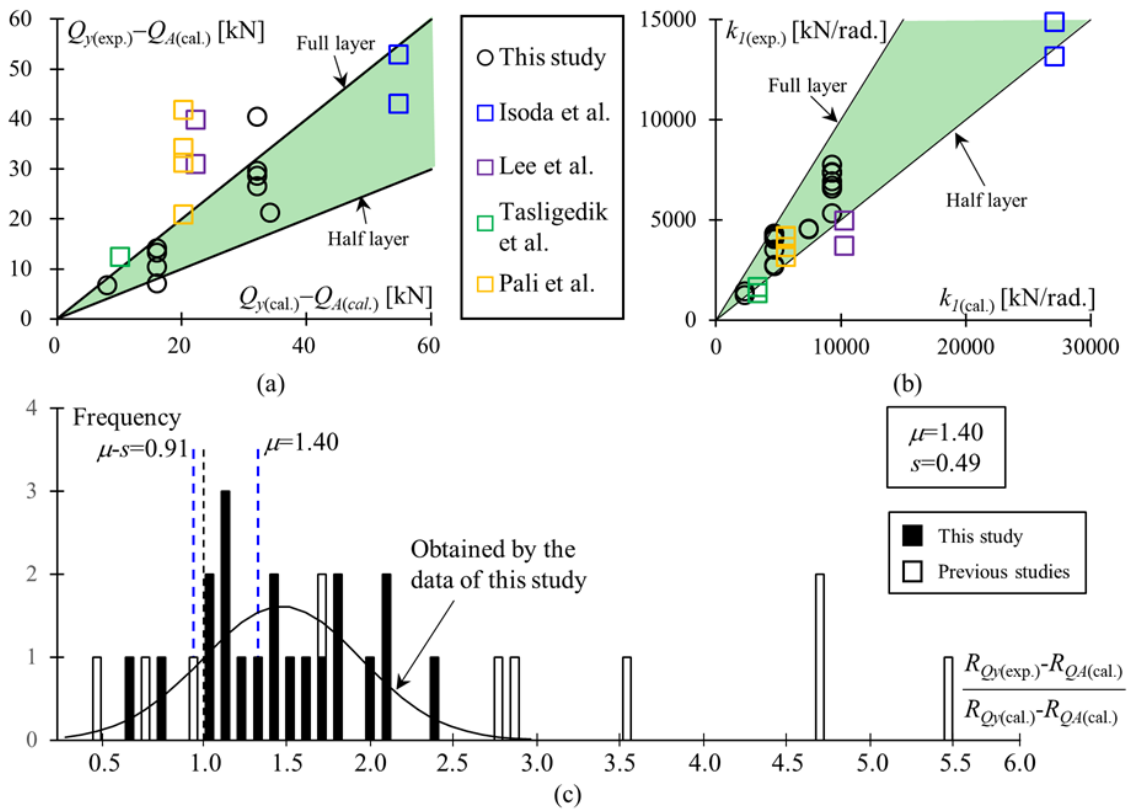 60
50
40
30
20
10
0
Qy(exp.)−QA(cal.) [kN]
Full layer
Half layer
Qy(cal.)−QA(cal.) [kN]
0
20
40
60
(a)
This study
Isoda et al.
Lee et al.
Tasligedik
et al.
Pali et al.
15000
10000
5000
0
k1(exp.) [kN/rad.]
Full layer
Half layer
k1(cal.) [kN/rad.]
0
10000
20000
30000
(b)
4
3
2
1
0
Frequency
μ-s=0.91
μ=1.40
μ=1.40
s=0.49
Obtained by the
data of this study
This study
Previous studies
RQy(exp.)-RQA(cal.)
RQy(cal.)-RQA(cal.)
0.5
1.0
1.5
2.0
2.5
3.0
3.5
4.0
4.5
5.0
5.5
6.0
(c)